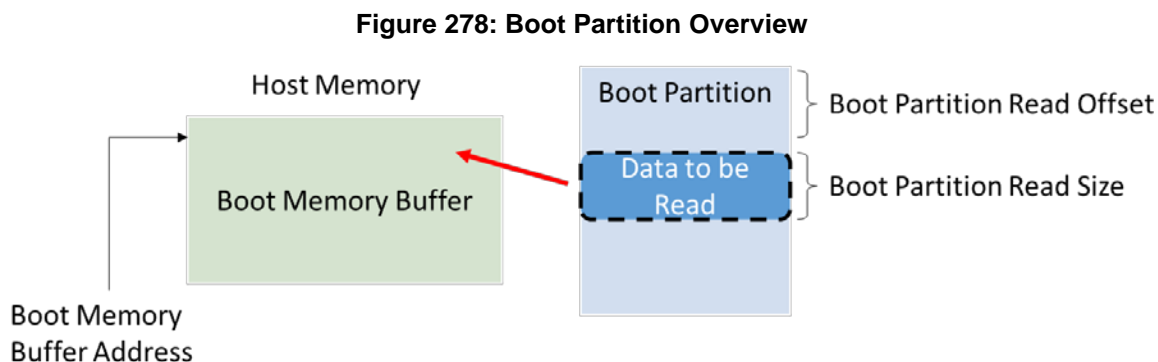 Figure 278: Boot Partition Overview
Host Memory
Boot Partition
Boot Partition Read Offset
Boot Memory Buffer
Data to be
Read
Boot Partition Read Size
Boot Memory
Buffer Address